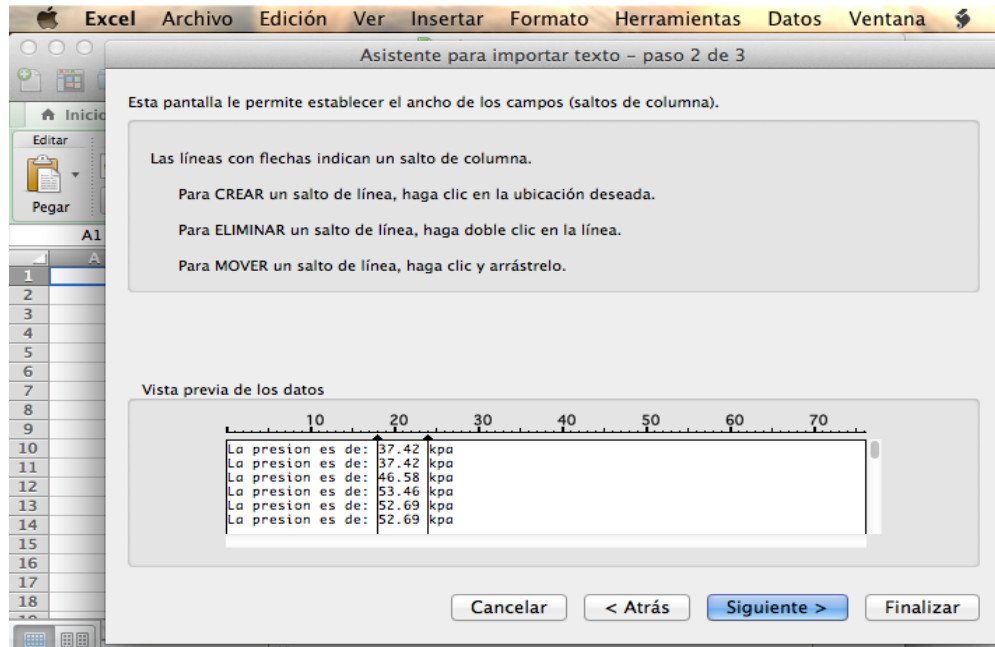 Excel Archivo Edición Ver Insertar Formato Herramientas Datos Ventana
Asistente para importar texto – paso 2 de 3
Esta pantalla le permite establecer el ancho de los campos (saltos de columna).
Inicio
Editar
Las líneas con flechas indican un salto de columna.
Para CREAR un salto de línea, haga clic en la ubicación deseada.
Pegar
Para ELIMINAR un salto de línea, haga doble clic en la línea.
A1
Para MOVER un salto de línea, haga clic y arrástrelo.
A
1
2
3
4
5
6
7
8
9
10
11
12
13
14
15
16
17
18
Vista previa de los datos
10 20 30 40 50 60 70
La presion es de: 37.42 kpa
La presion es de: 37.42 kpa
La presion es de: 46.58 kpa
La presion es de: 53.46 kpa
La presion es de: 52.69 kpa
La presion es de: 52.69 kpa
Cancelar < Atrás Siguiente > Finalizar